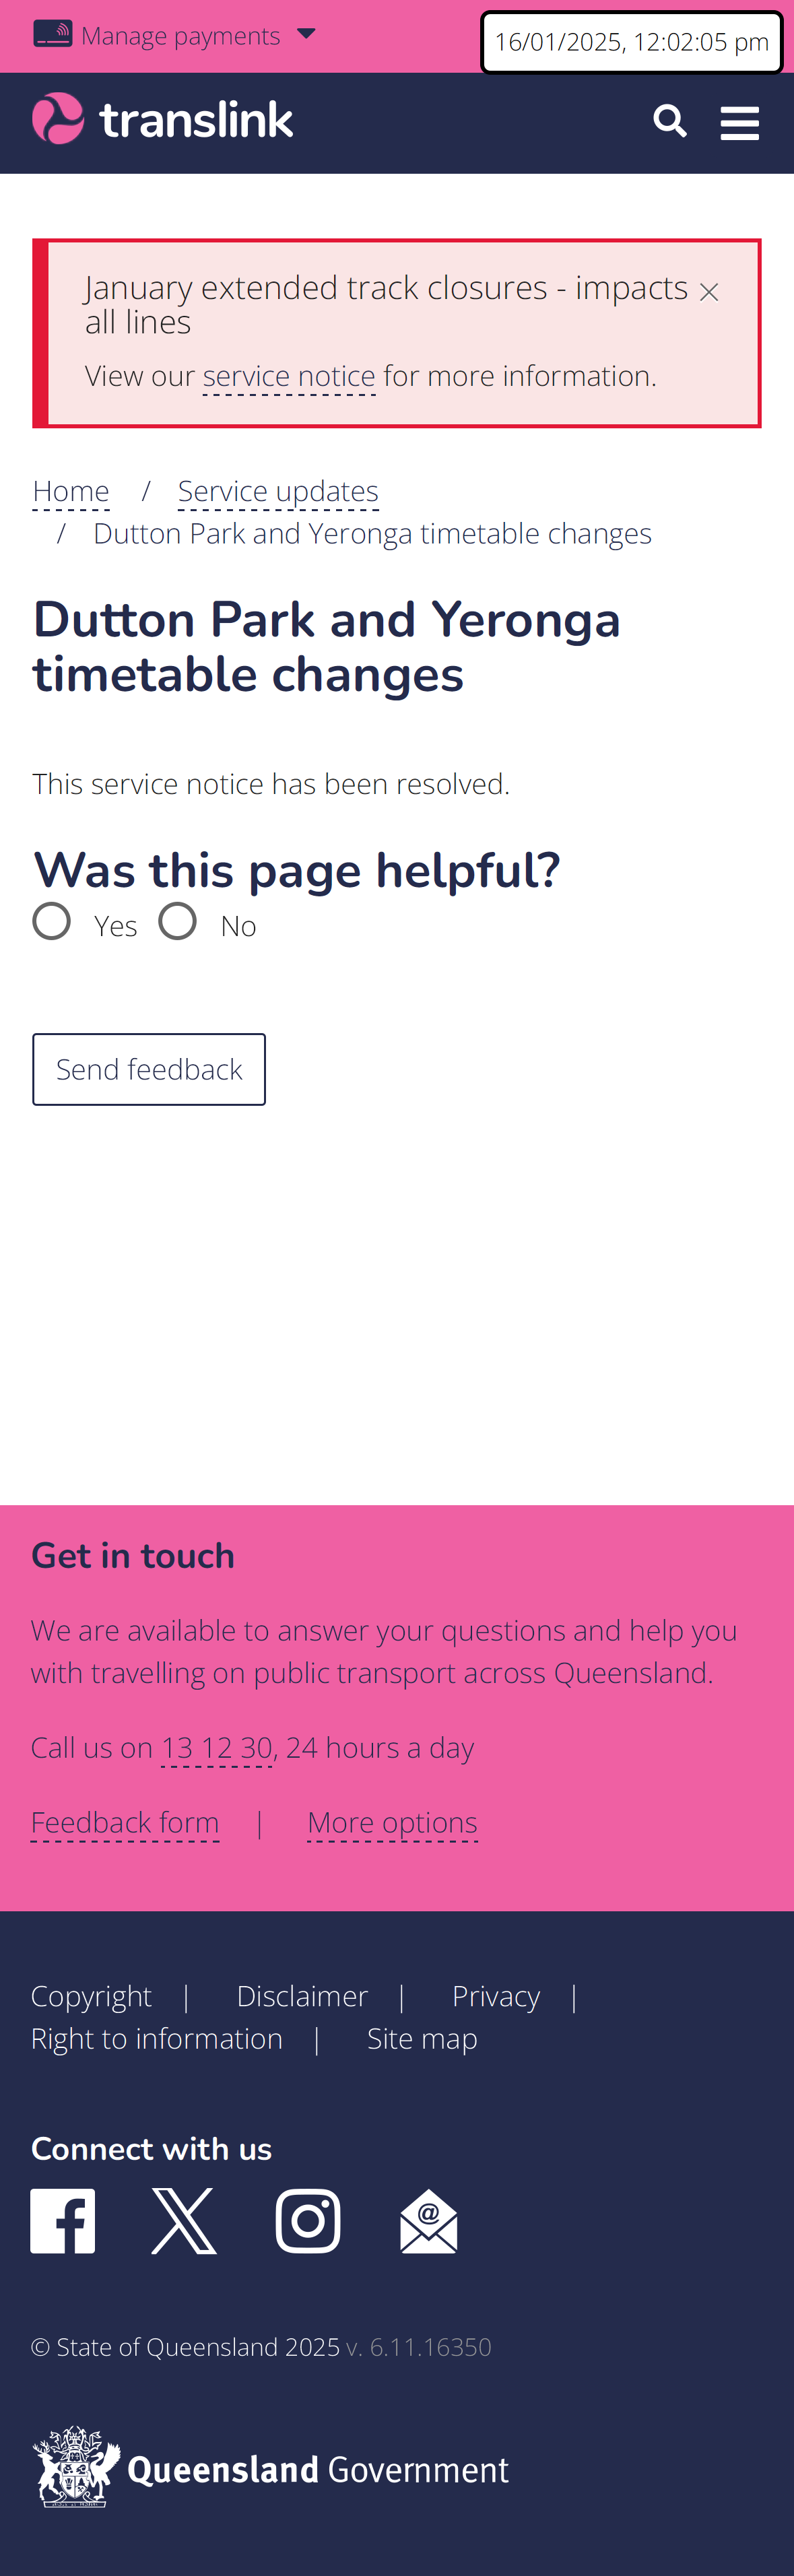 Manage payments
16/01/2025, 12:02:05 pm
translink
January extended track closures - impacts
all lines
View our service notice for more information.
Home / Service updates
/ Dutton Park and Yeronga timetable changes
Dutton Park and Yeronga
timetable changes
This service notice has been resolved.
Was this page helpful?
Yes No
Send feedback
Get in touch
We are available to answer your questions and help you
with travelling on public transport across Queensland.
Call us on 13 12 30, 24 hours a day
Feedback form | More options
Copyright | Disclaimer | Privacy |
Right to information | Site map
Connect with us
© State of Queensland 2025 v. 6.11.16350
Queensland Government